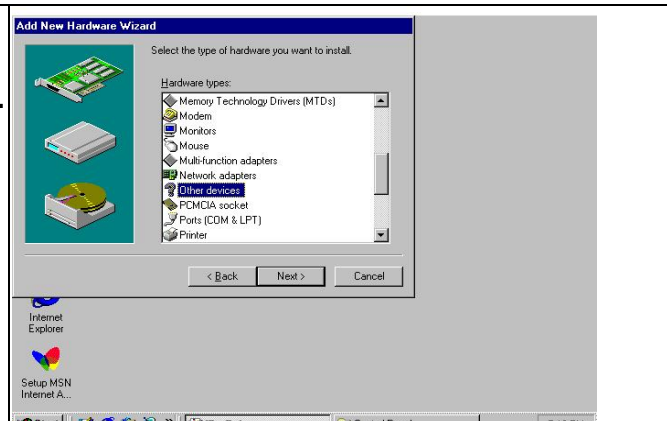 Add New Hardware Wizard
Select the type of hardware you want to install.
Hardware types:
Memory Technology Drivers (MTDs)
Modem
Monitors
Mouse
Multi-function adapters
Network adapters
Other devices
PCMCIA socket
Ports (COM & LPT)
Printer
< Back
Next >
Cancel
Internet
Explorer
Setup MSN
Internet A...